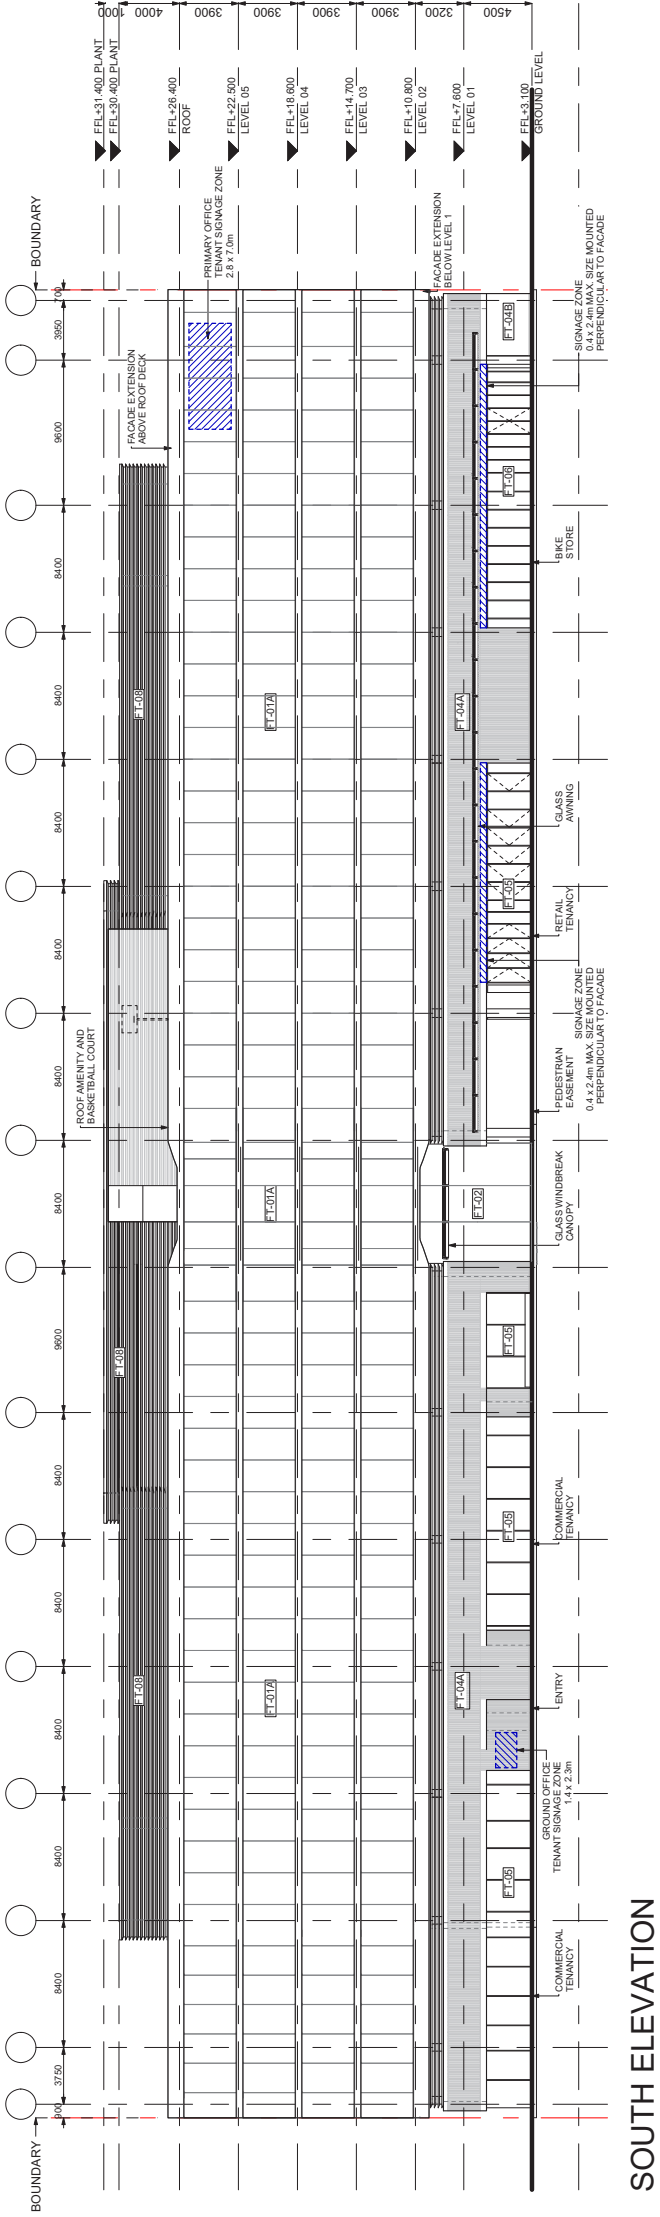 BOUNDARY
BOUNDARY
900
3750
8400
8400
8400
8400
8400
9600
8400
8400
8400
8400
8400
8400
9600
3950
700
1000
4000
3900
3900
3900
3900
3200
4500
FFL+31.400 PLANT
FFL+30.400 PLANT
FFL+26.400
ROOF
FFL+22.500
LEVEL 05
FFL+18.600
LEVEL 04
FFL+14.700
LEVEL 03
FFL+10.800
LEVEL 02
FFL+7.600
LEVEL 01
FFL+3.100
GROUND LEVEL
ROOF AMENITY AND
BASKETBALL COURT
FACADE EXTENSION
ABOVE ROOF DECK
PRIMARY OFFICE
TENANT SIGNAGE ZONE
2.8 x 7.0m
FT-08
FT-08
FT-08
FT-01A
FT-01A
FT-01A
FACADE EXTENSION
BELOW LEVEL 1
FT-04A
FT-02
FT-04A
FT-05
FT-05
FT-05
FT-05
FT-06
FT-04B
COMMERCIAL
TENANCY
GROUND OFFICE
TENANT SIGNAGE ZONE
1.4 x 2.3m
ENTRY
COMMERCIAL
TENANCY
GLASS WINDBREAK
CANOPY
PEDESTRIAN
EASEMENT
SIGNAGE ZONE
0.4 x 2.4m MAX. SIZE MOUNTED
PERPENDICULAR TO FACADE
RETAIL
TENANCY
GLASS
AWNING
BIKE
STORE
SIGNAGE ZONE
0.4 x 2.4m MAX. SIZE MOUNTED
PERPENDICULAR TO FACADE
SOUTH ELEVATION